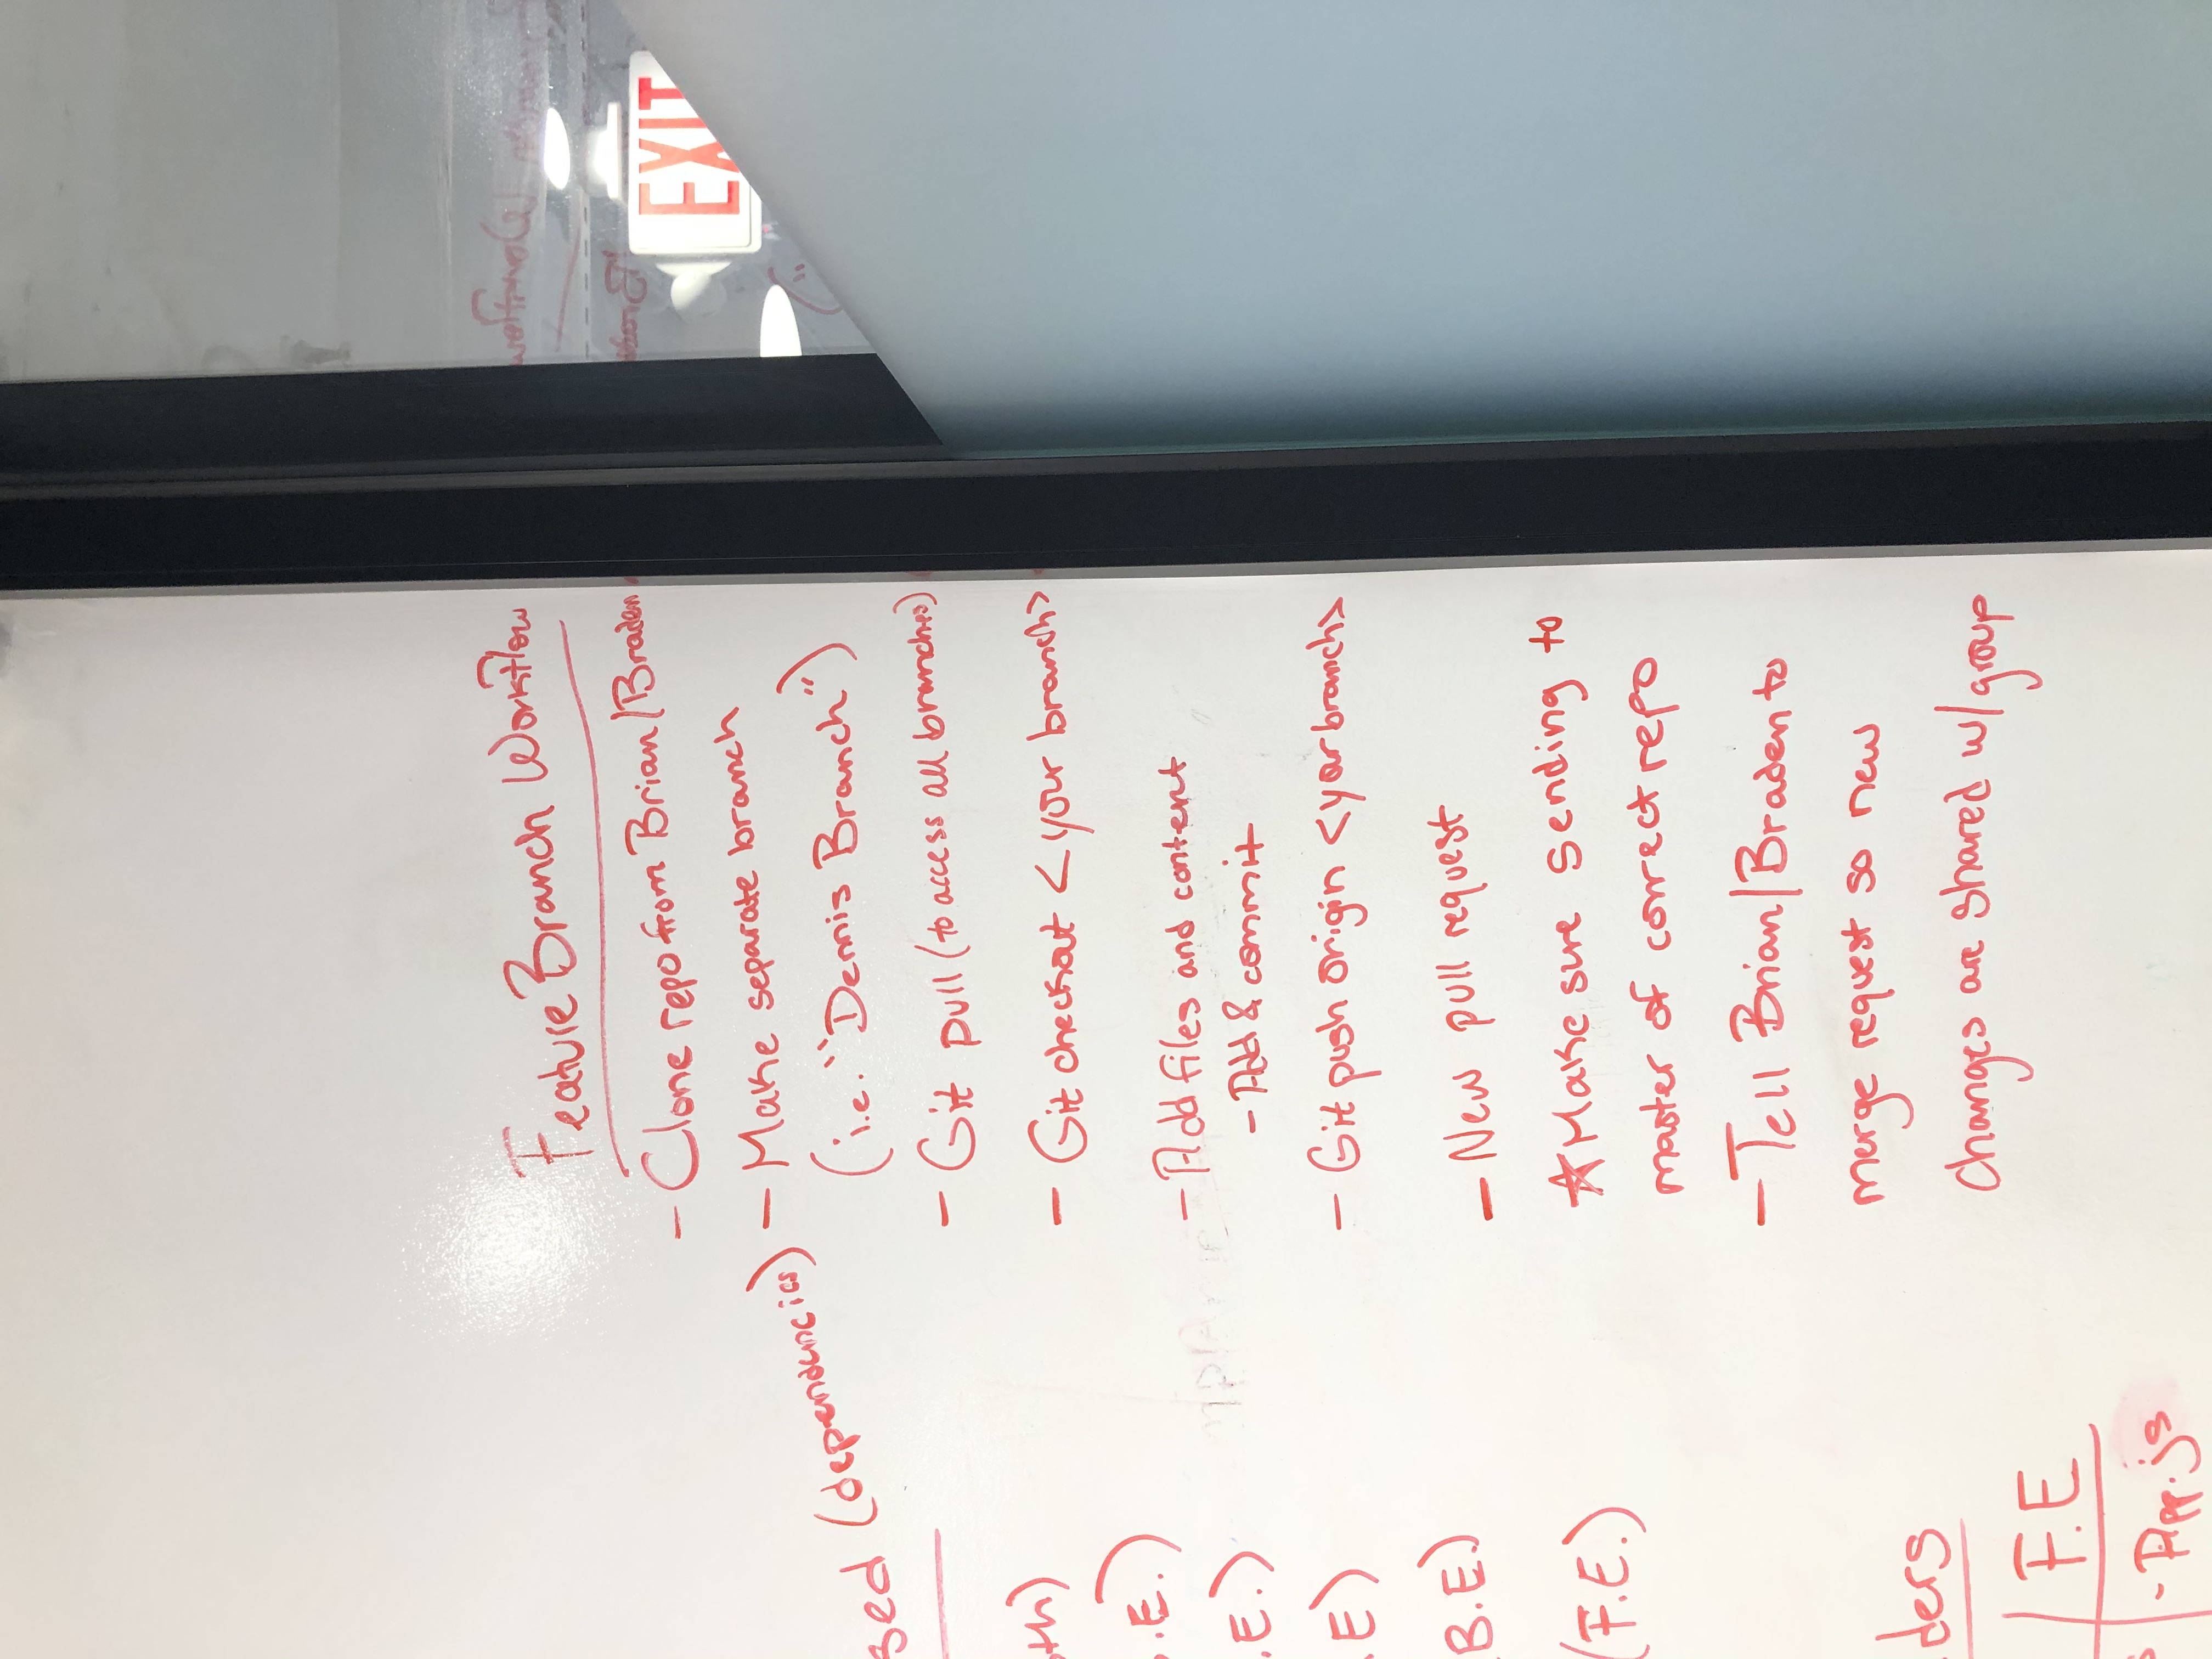 Feature Branch Workflow
- Clone repo from Brian/Braden
- Make separate branch
(i.e. "Dennis Branch")
- Git pull (to access all branches)
- Git checkout <your branch>
- Add files and content
- Add & commit
- Git push origin <your branch>
- New pull request
☆ Make sure sending to
master of correct repo
- Tell Brian/Braden to
merge request so new
changes are shared w/group
sed (dependencies)
th)
.E.)
.E.)
.E)
B.E.)
(F.E.)
ders
F.E
- App.js
EXIT